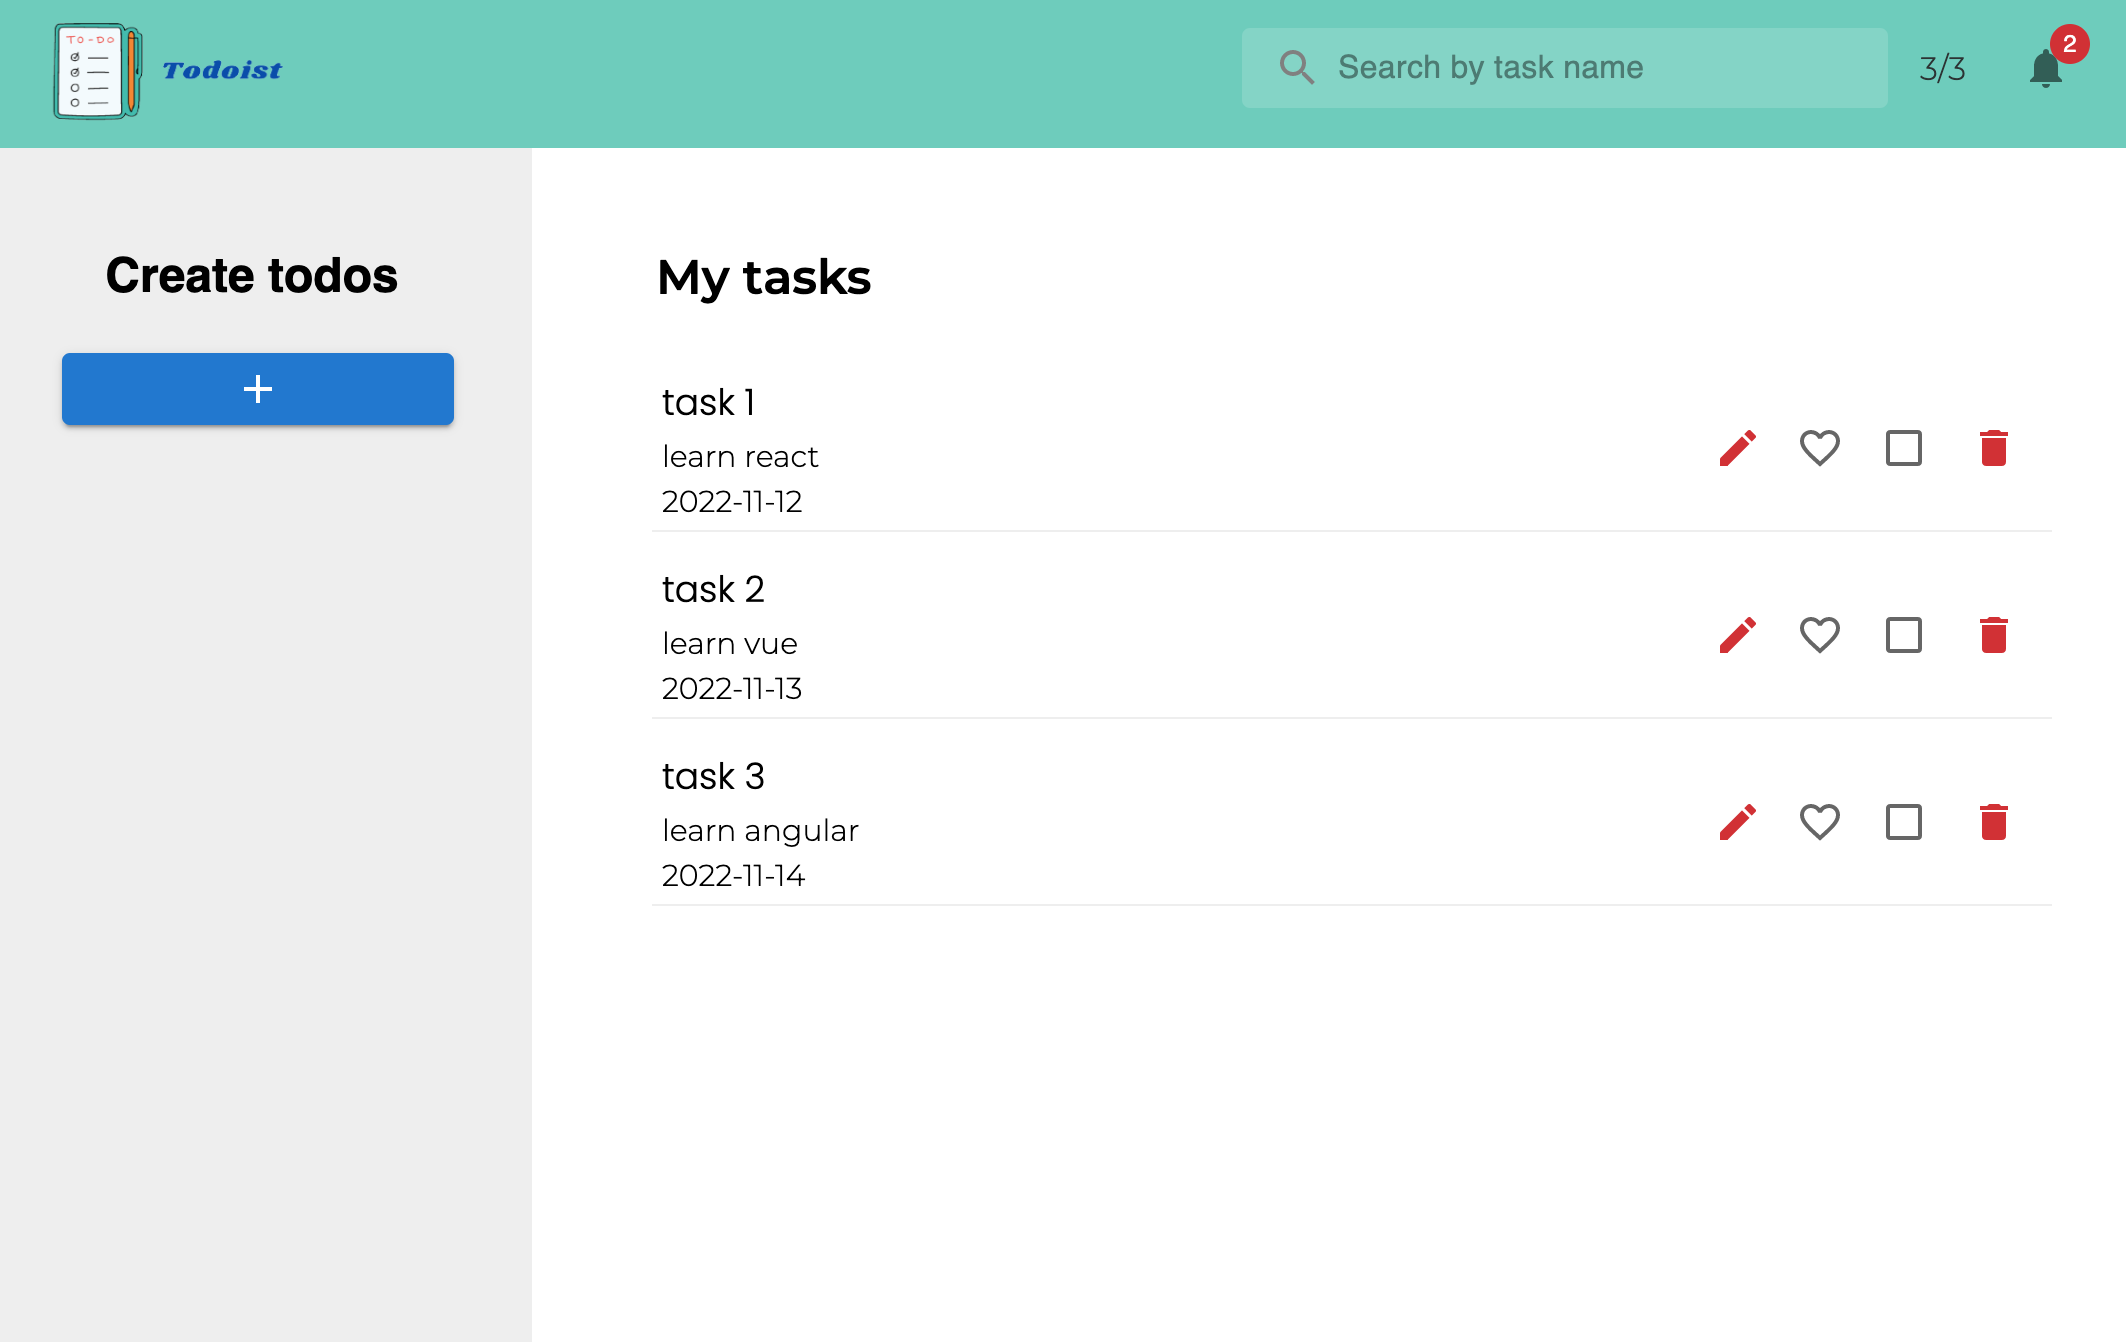 TO-DO
Todoist
Search by task name
3/3
2
Create todos
My tasks
task 1
learn react
2022-11-12
task 2
learn vue
2022-11-13
task 3
learn angular
2022-11-14